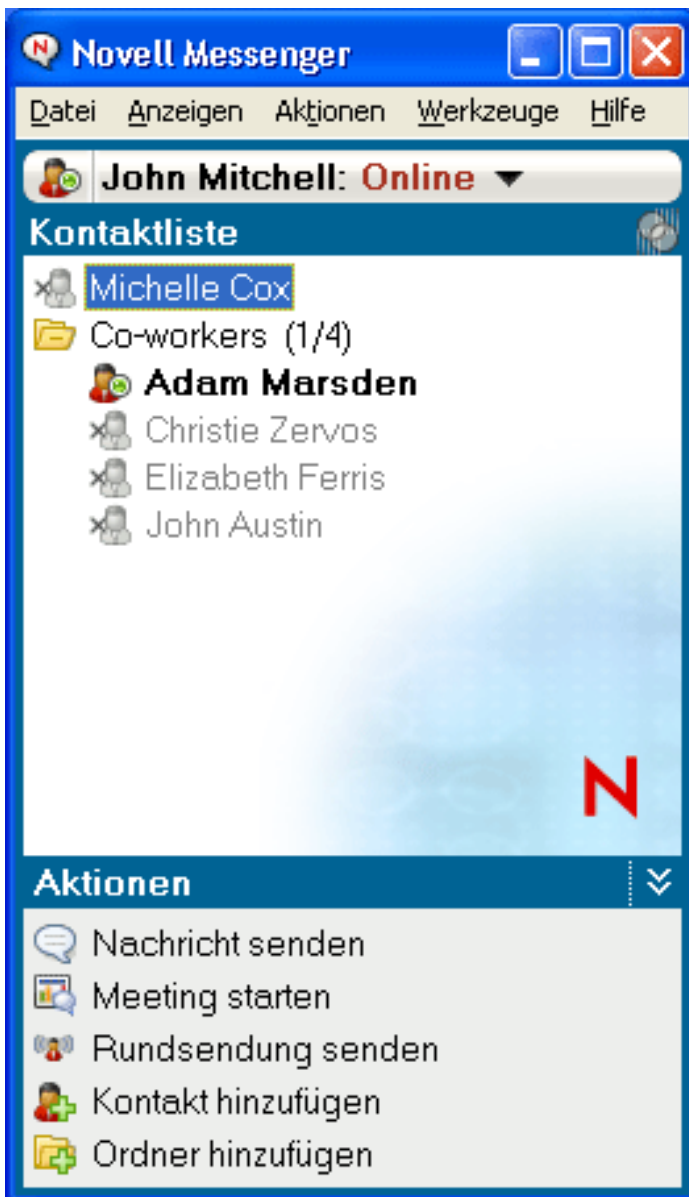 Novell Messenger
Datei Anzeigen Aktionen Werkzeuge Hilfe
John Mitchell: Online
Kontaktliste
Michelle Cox
Co-workers (1/4)
Adam Marsden
Christie Zervos
Elizabeth Ferris
John Austin
N
Aktionen
Nachricht senden
Meeting starten
Rundsendung senden
Kontakt hinzufügen
Ordner hinzufügen